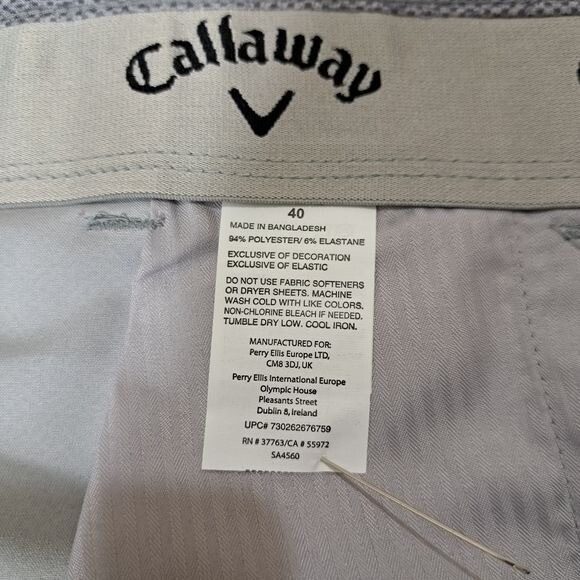 Callaway
40
MADE IN BANGLADESH
94% POLYESTER/ 6% ELASTANE
EXCLUSIVE OF DECORATION
EXCLUSIVE OF ELASTIC
DO NOT USE FABRIC SOFTENERS
OR DRYER SHEETS. MACHINE
WASH COLD WITH LIKE COLORS.
NON-CHLORINE BLEACH IF NEEDED.
TUMBLE DRY LOW. COOL IRON.
MANUFACTURED FOR:
Perry Ellis Europe LTD,
CM8 3DJ, UK
Perry Ellis International Europe
Olympic House
Pleasants Street
Dublin 8, Ireland
UPC# 730262676759
RN # 37763/CA # 55972
SA4560